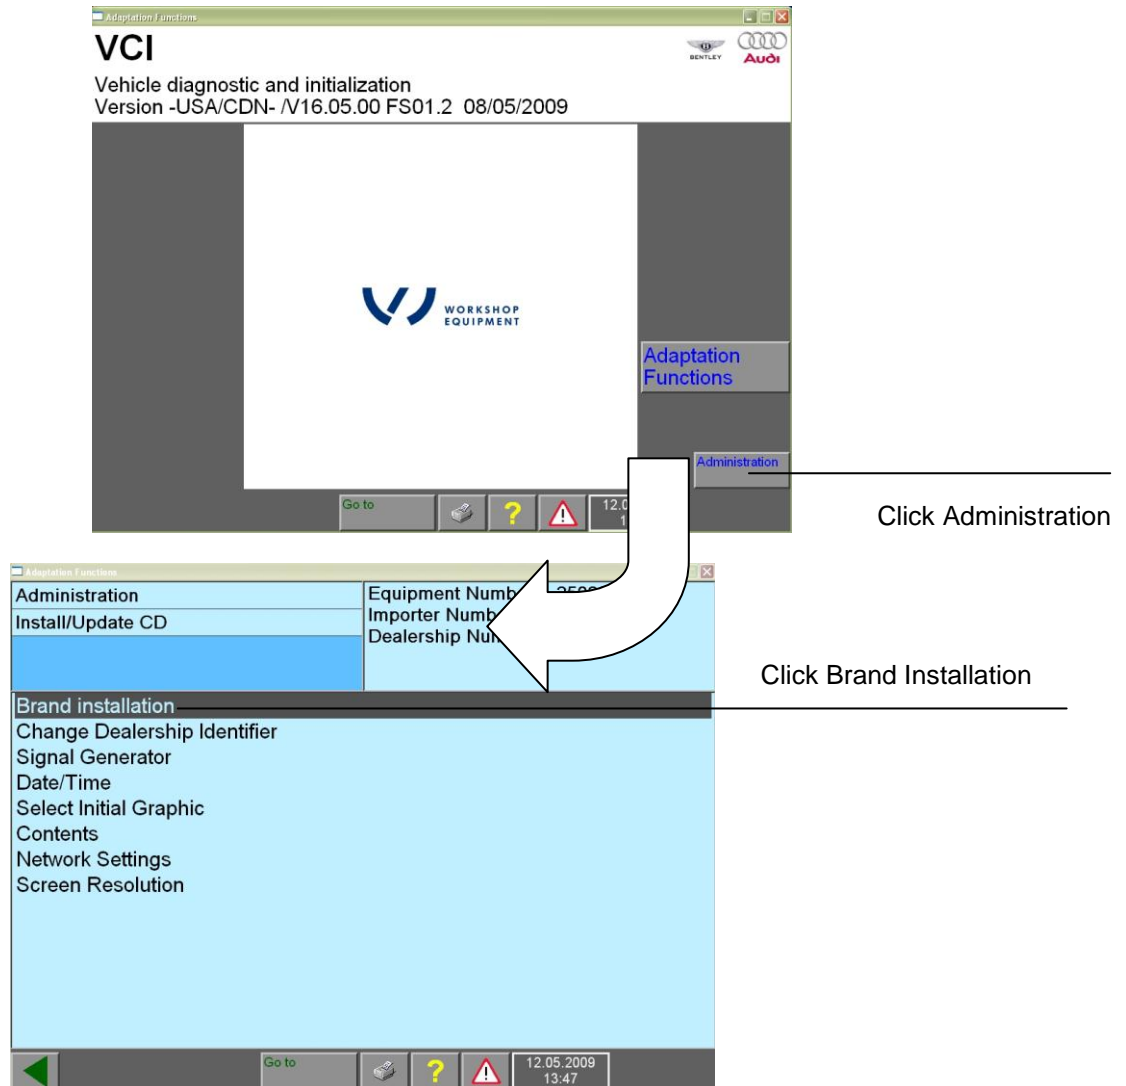 Adaptation Functions
VCI
BENTLEY
Audi
Vehicle diagnostic and initialization
Version -USA/CDN- /V16.05.00 FS01.2 08/05/2009
WORKSHOP
EQUIPMENT
Adaptation
Functions
Administration
Go to
?
Click Administration
Adaptation Functions
Administration
Install/Update CD
Equipment
Importer
Dealership
Click Brand Installation
Brand installation
Change Dealership Identifier
Signal Generator
Date/Time
Select Initial Graphic
Contents
Network Settings
Screen Resolution
Go to
?
12.05.2009
13:47